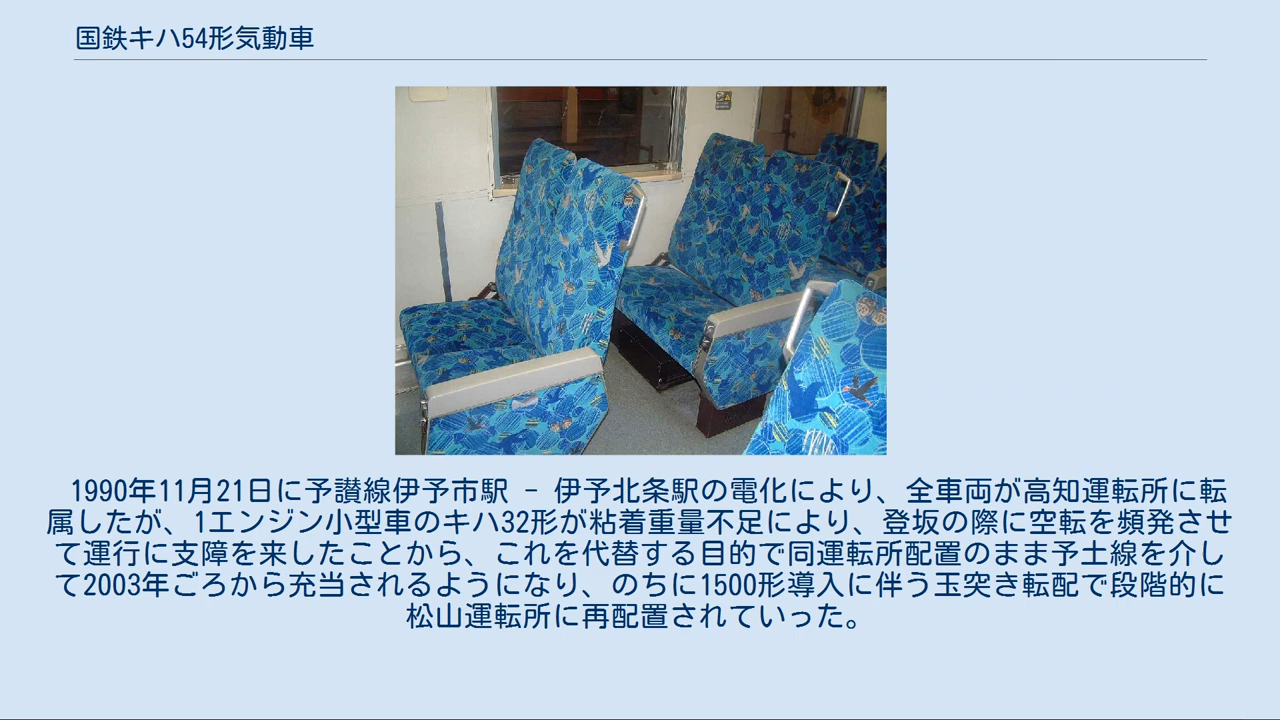 国鉄キハ54形気動車
1990年11月21日に予讃線伊予市駅 - 伊予北条駅の電化により、全車両が高知運転所に転
属したが、1エンジン小型車のキハ32形が粘着重量不足により、登坂の際に空転を頻発させ
て運行に支障を来したことから、これを代替する目的で同運転所配置のまま予土線を介し
て2003年ごろから充当されるようになり、のちに1500形導入に伴う玉突き転配で段階的に
松山運転所に再配置されていった。